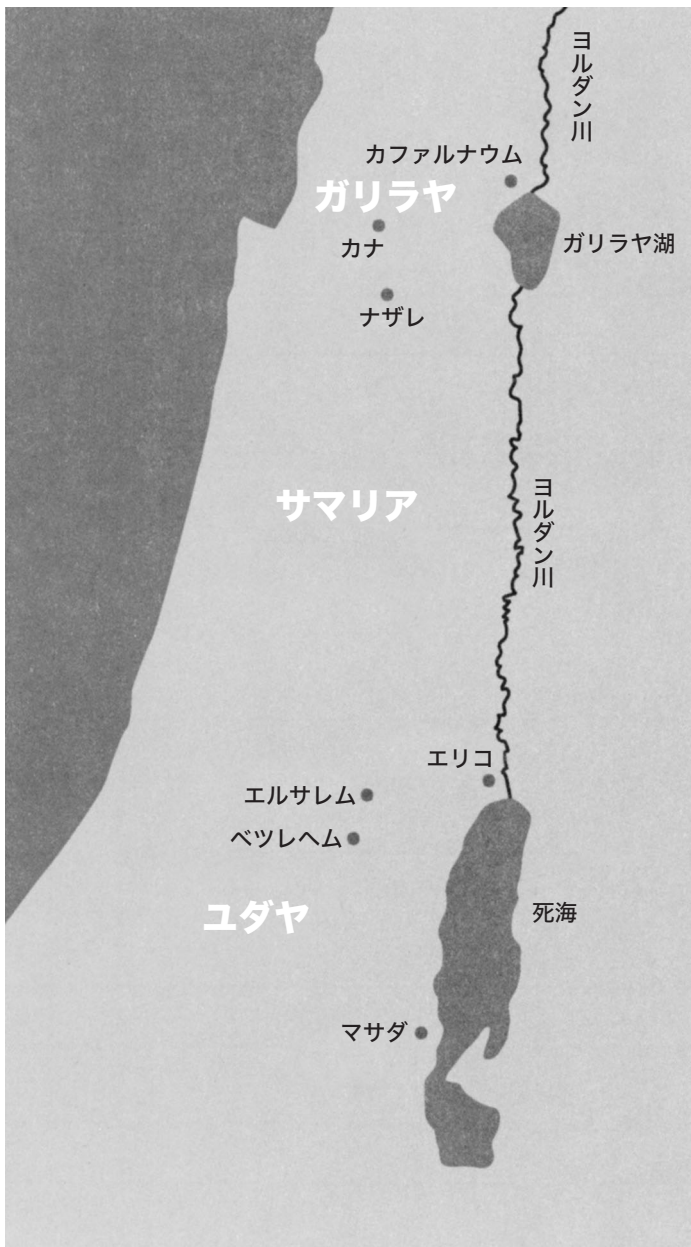 ヨルダン川
カファルナウム
ガリラヤ
カナ
ガリラヤ湖
ナザレ
サマリア
ヨルダン川
エリコ
エルサレム
ベツレヘム
ユダヤ
死海
マサダ